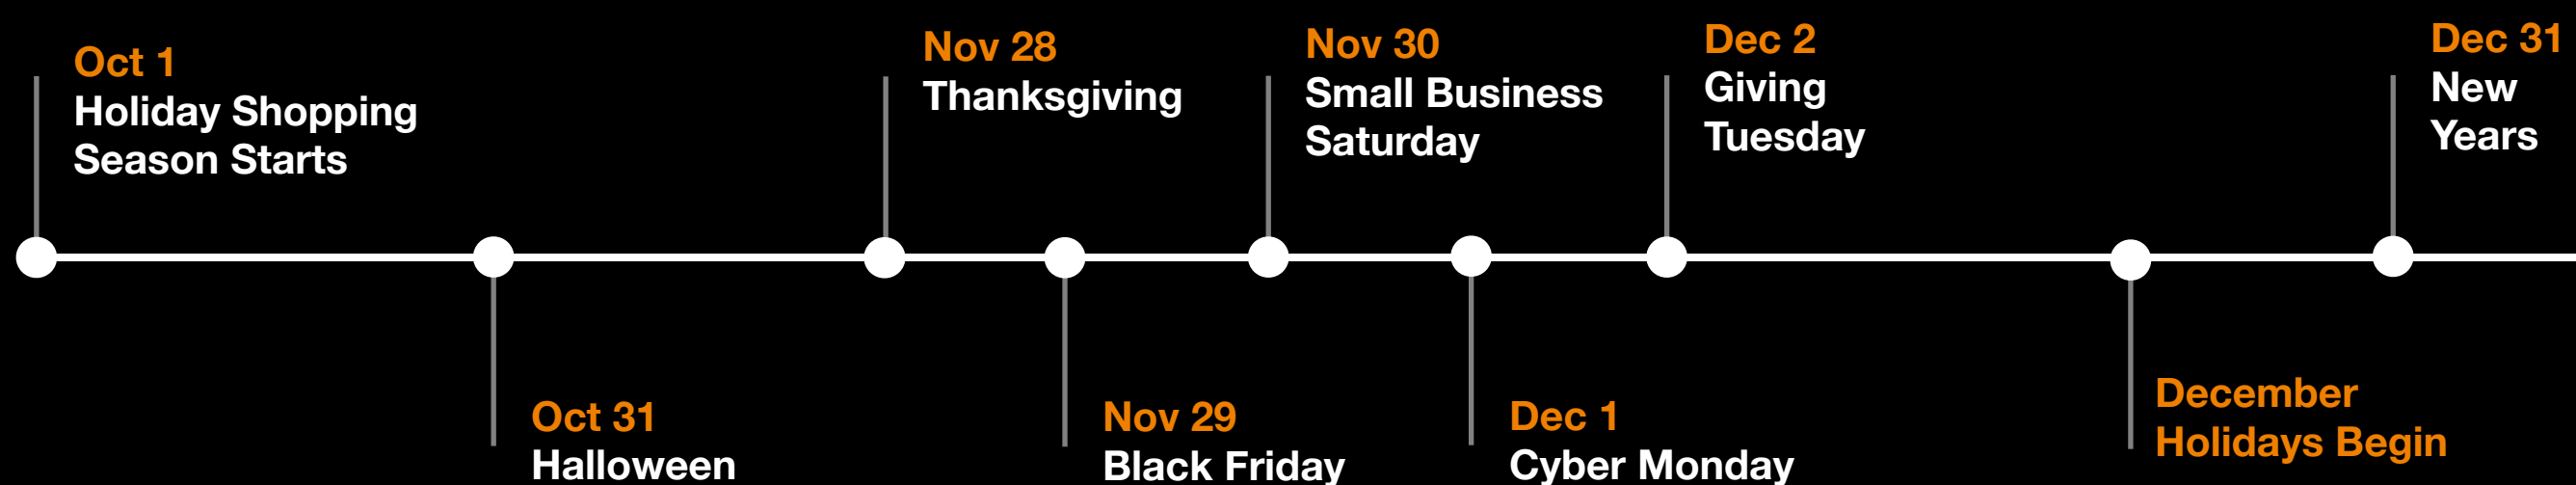 Oct 1
Holiday Shopping
Season Starts
Oct 31
Halloween
Nov 28
Thanksgiving
Nov 29
Black Friday
Nov 30
Small Business
Saturday
Dec 1
Cyber Monday
Dec 2
Giving
Tuesday
December
Holidays Begin
Dec 31
New
Years